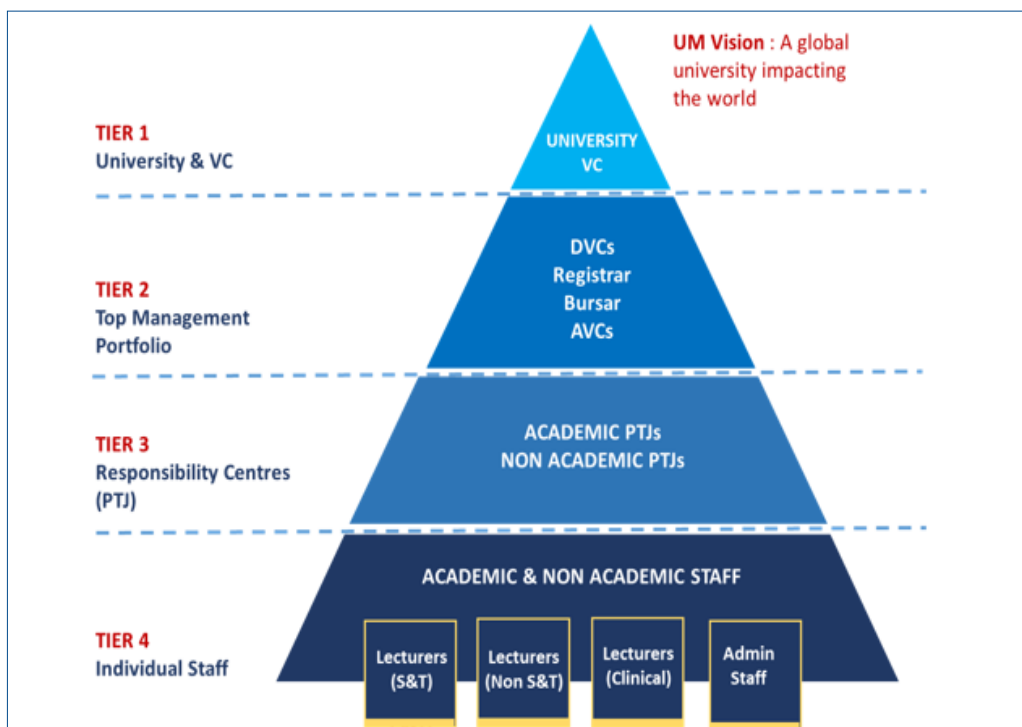 UM Vision : A global
university impacting
the world
TIER 1
University & VC
UNIVERSITY
VC
TIER 2
Top Management
Portfolio
DVCs
Registrar
Bursar
AVCs
TIER 3
Responsibility Centres
(PTJ)
ACADEMIC PTJs
NON ACADEMIC PTJs
TIER 4
Individual Staff
ACADEMIC & NON ACADEMIC STAFF
Lecturers
(S&T)
Lecturers
(Non S&T)
Lecturers
(Clinical)
Admin
Staff